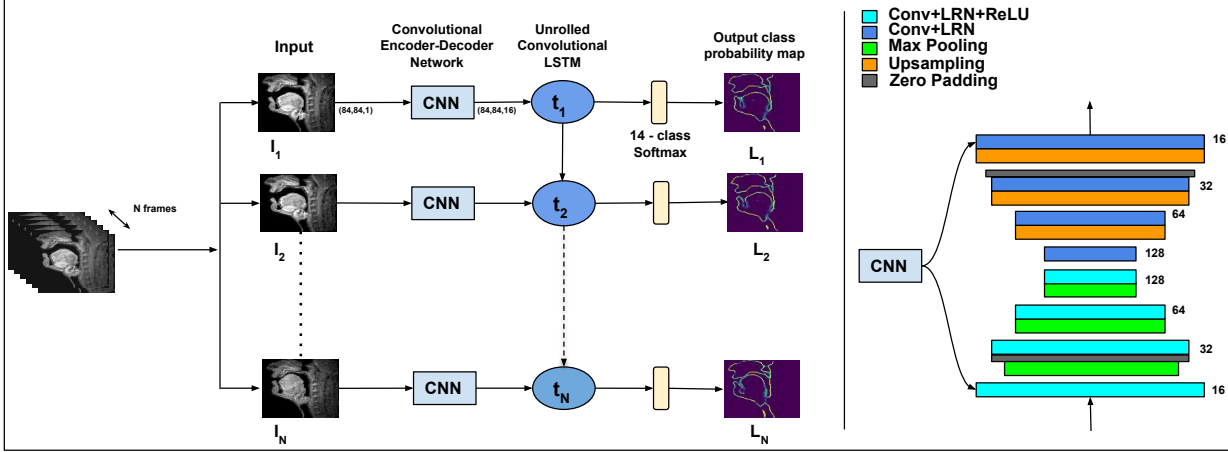 Input
Convolutional
Encoder-Decoder
Network
Unrolled
Convolutional
LSTM
Output class
probability map
(84,84,1)
CNN
(84,84,16)
t1
14 - class
Softmax
I1
L1
N frames
CNN
t2
I2
L2
CNN
tN
IN
LN
Conv+LRN+ReLU
Conv+LRN
Max Pooling
Upsampling
Zero Padding
16
32
64
CNN
128
128
64
32
16